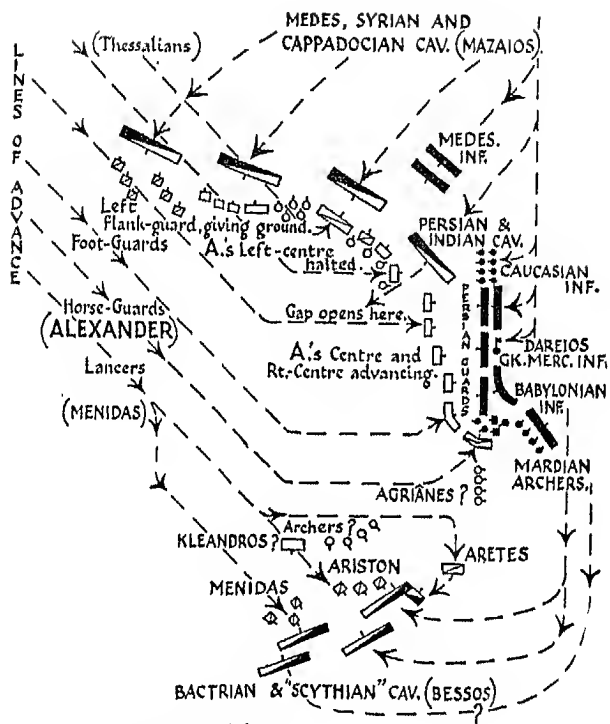 LINES OF ADVANCE
(Thessalians)
MEDES, SYRIAN AND
CAPPADOCIAN CAV. (MAZAIOS)
MEDES.
INF.
Left
Flank-guard, giving ground.
Foot-Guards
A.'s Left-centre
halted.
PERSIAN &
INDIAN CAV.
CAUCASIAN
INF.
Gap opens here.
PERSIAN GUARDS
Horse-Guards
(ALEXANDER)
A.'s Centre and
Rt.-Centre advancing.
DAREIOS
GK. MERC. INF.
Lancers
(MENIDAS)
BABYLONIAN
INF.
MARDIAN
ARCHERS.
AGRIĀNES ?
Archers?
KLEANDROS?
ARISTON
ARETES
MENIDAS
BACTRIAN & "SCYTHIAN" CAV. (BESSOS)
?